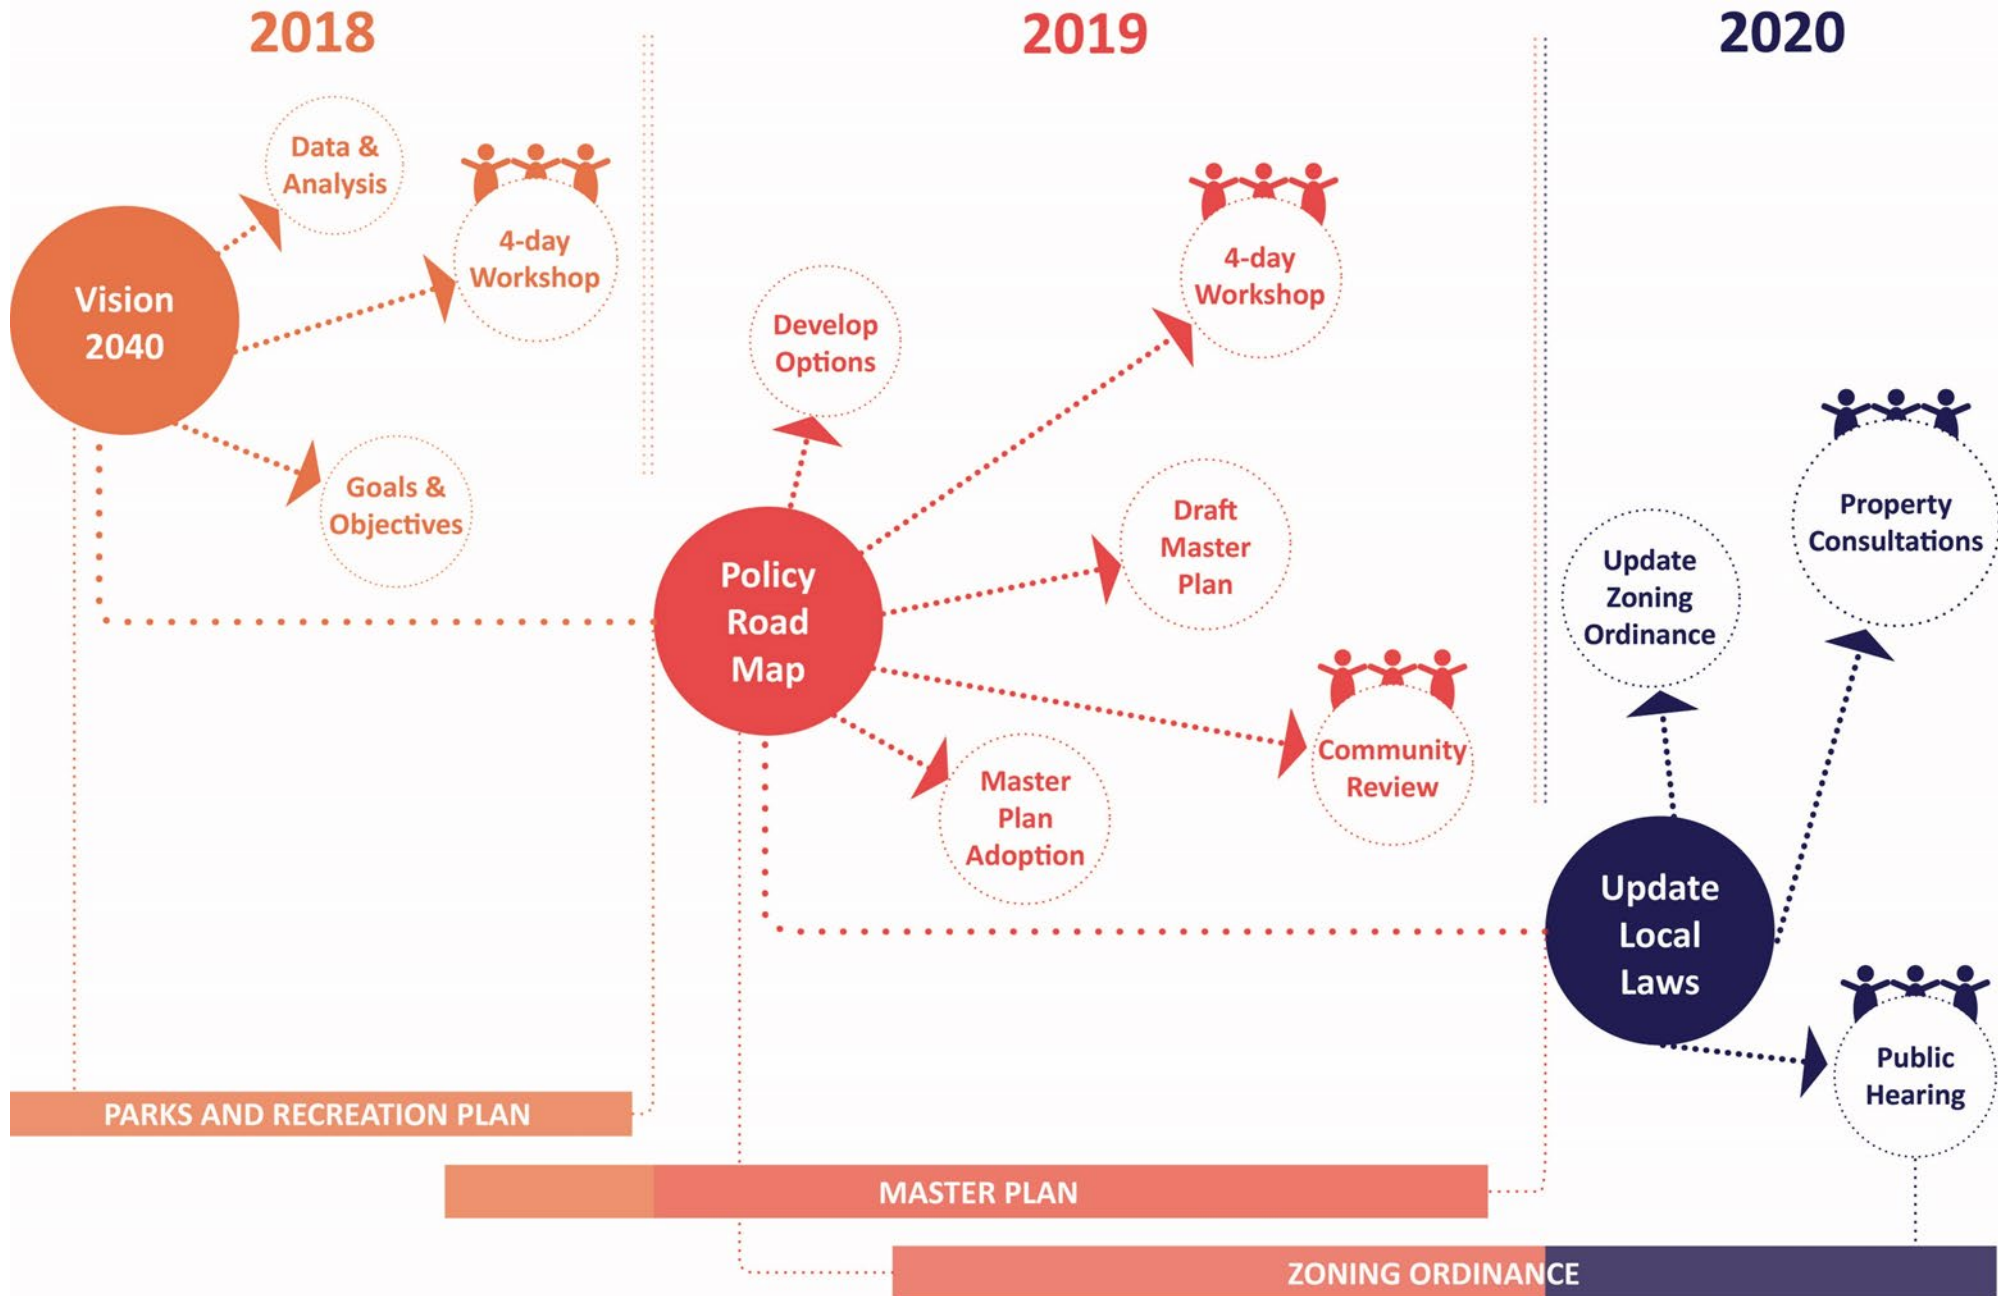 2018
2019
2020
Data &
Analysis
4-day
Workshop
Vision
2040
Goals &
Objectives
Develop
Options
4-day
Workshop
Policy
Road
Map
Draft
Master
Plan
Community
Review
Master
Plan
Adoption
Property
Consultations
Update
Zoning
Ordinance
Update
Local
Laws
Public
Hearing
PARKS AND RECREATION PLAN
MASTER PLAN
ZONING ORDINANCE